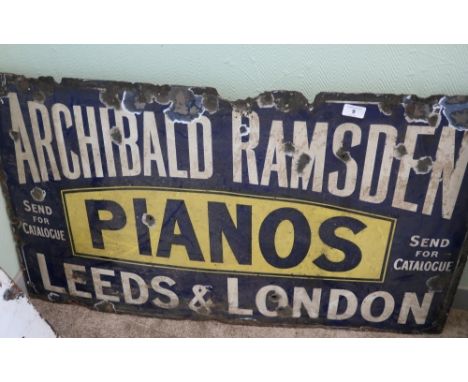 ARCHIBALD RAMSDEN
SEND
FOR
CATALOGUE
PIANOS
SEND
FOR
CATALOGUE
LEEDS & LONDON